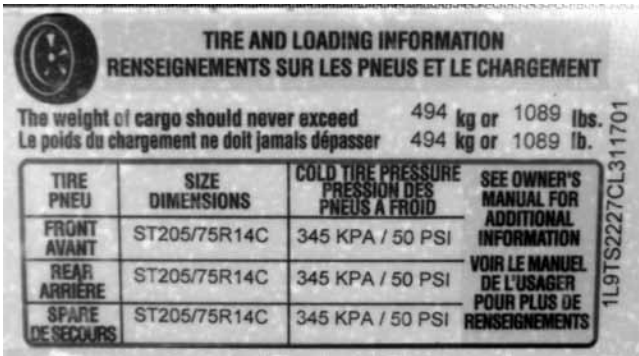 TIRE AND LOADING INFORMATION
RENSEIGNEMENTS SUR LES PNEUS ET LE CHARGEMENT
The weight of cargo should never exceed 494 kg or 1089 lbs.
Le poids du chargement ne doit jamais dépasser 494 kg or 1089 lb.
TIRE
PNEU
SIZE
DIMENSIONS
COLD TIRE PRESSURE
PRESSION DES
PNEUS A FROID
SEE OWNER'S
MANUAL FOR
ADDITIONAL
INFORMATION
VOIR LE MANUEL
DE L'USAGER
POUR PLUS DE
RENSEIGNEMENTS
FRONT
AVANT
ST205/75R14C
345 KPA / 50 PSI
REAR
ARRIÈRE
ST205/75R14C
345 KPA / 50 PSI
SPARE
DE SECOURS
ST205/75R14C
345 KPA / 50 PSI
1L9TS2227CL311701